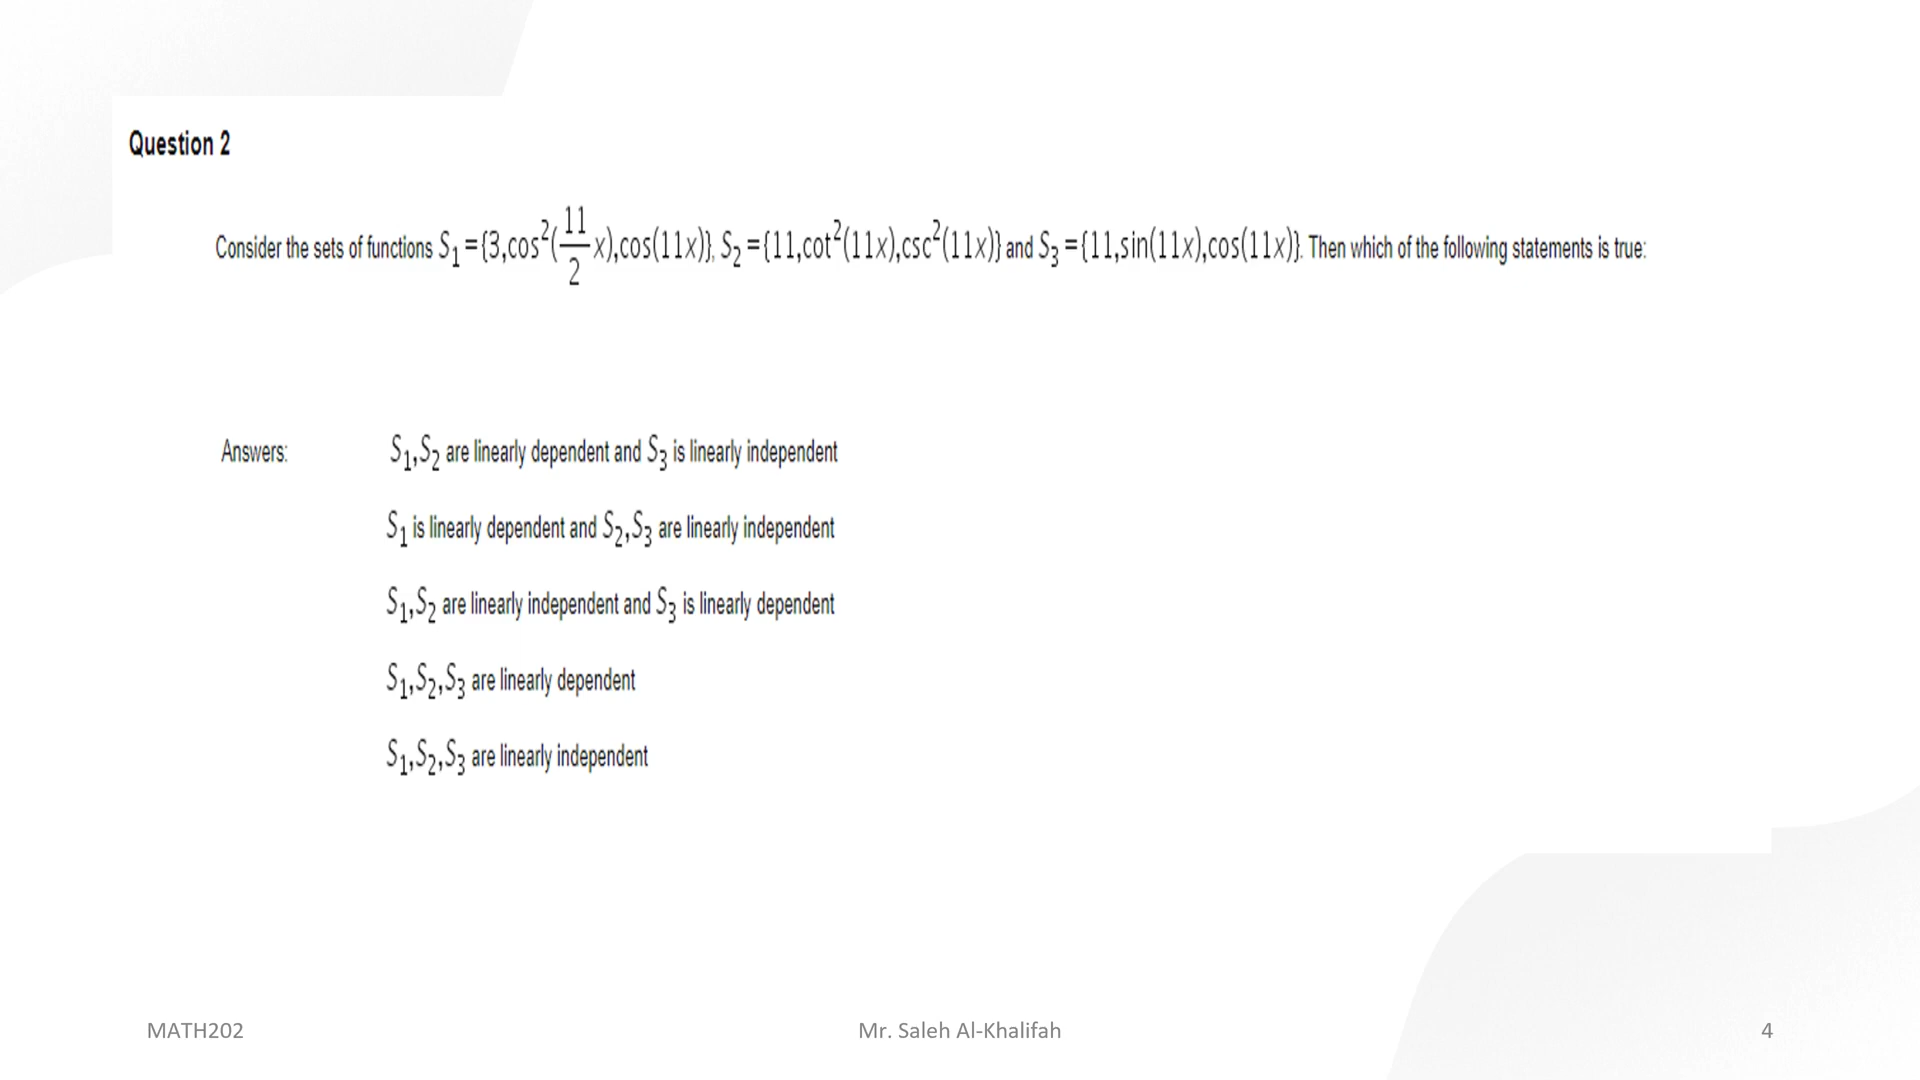 Question 2
Consider the sets of functions S₁={3,cos²(11/2 x),cos(11x)}, S₂={11,cot²(11x),csc²(11x)} and S₃={11,sin(11x),cos(11x)}. Then which of the following statements is true:
Answers: S₁,S₂ are linearly dependent and S₃ is linearly independent
S₁ is linearly dependent and S₂,S₃ are linearly independent
S₁,S₂ are linearly independent and S₃ is linearly dependent
S₁,S₂,S₃ are linearly dependent
S₁,S₂,S₃ are linearly independent
MATH202 Mr. Saleh Al-Khalifah 4